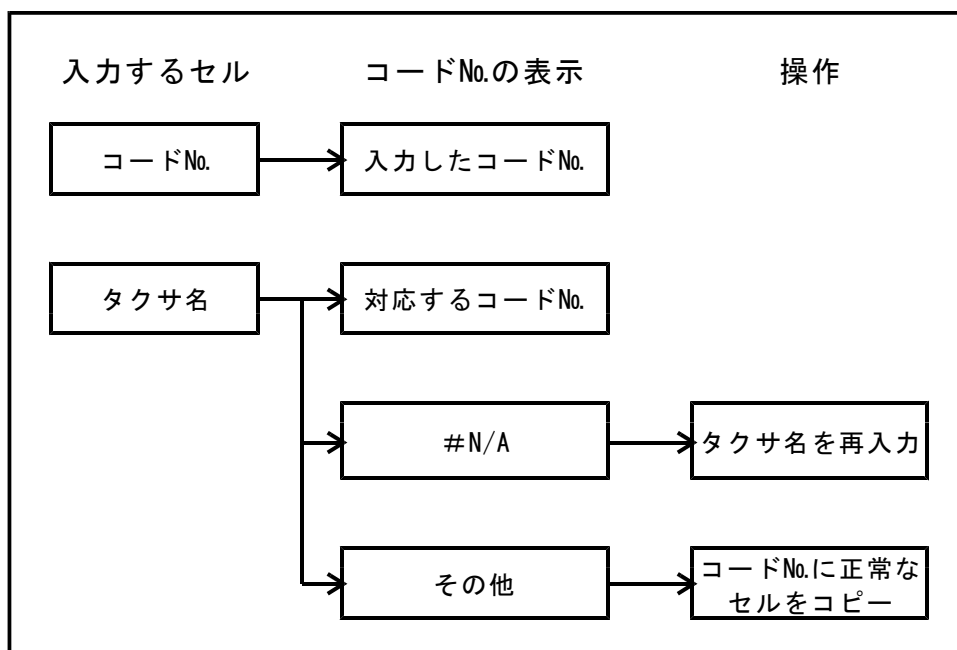 入力するセル
コード№の表示
操作
コード№
入力したコード№
タクサ名
対応するコード№
＃N/A
タクサ名を再入力
その他
コード№に正常な
セルをコピー